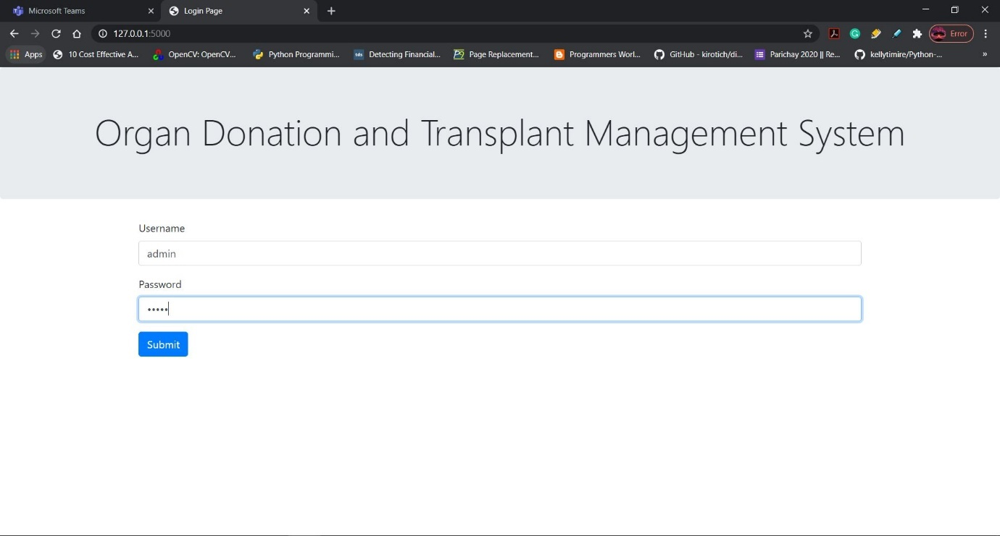 Microsoft Teams
Login Page
127.0.0.1:5000
Error
Apps
10 Cost Effective A...
OpenCV: OpenCV...
Python Programmi...
tds
Detecting Financial...
Page Replacement...
Programmers Worl...
GitHub - kirotich/di...
Parichay 2020 || Re...
kellytimire/Python-...
»
Organ Donation and Transplant Management System
Username
admin
Password
•••••
Submit